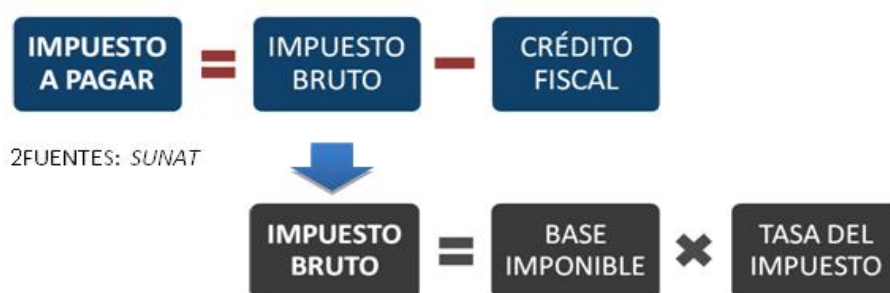 IMPUESTO A PAGAR = IMPUESTO BRUTO − CRÉDITO FISCAL
2FUENTES: SUNAT
IMPUESTO BRUTO = BASE IMPONIBLE × TASA DEL IMPUESTO